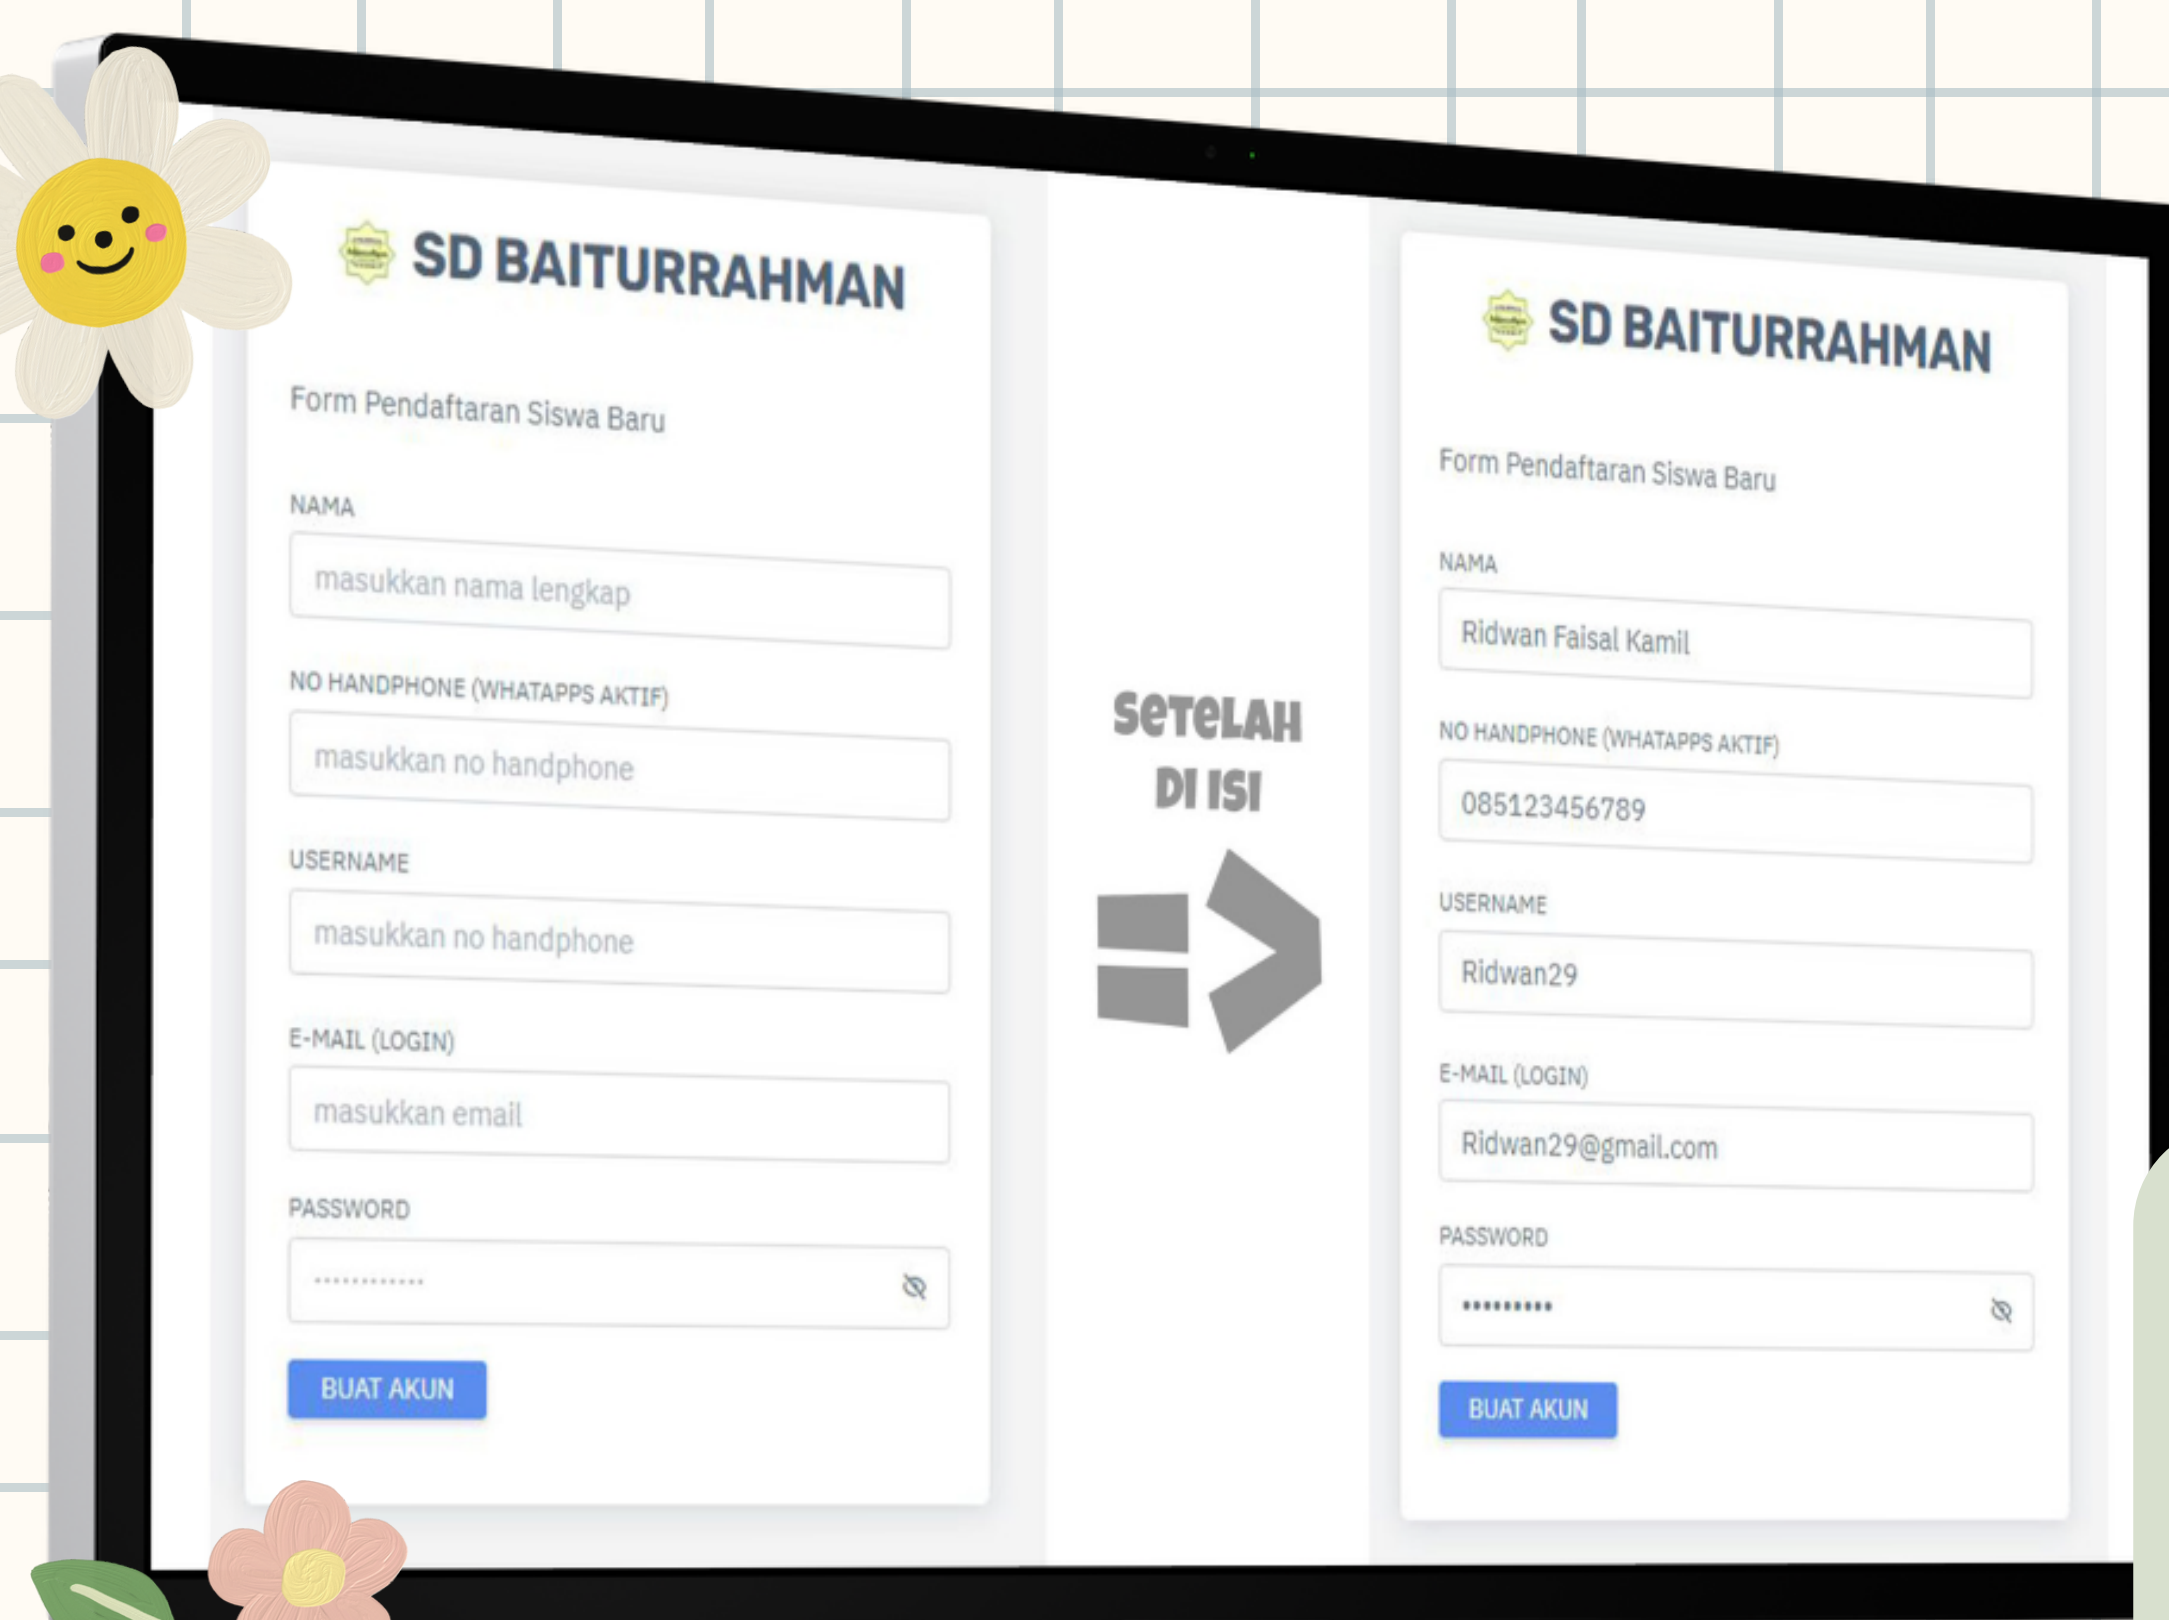 SD BAITURRAHMAN
Form Pendaftaran Siswa Baru
NAMA
masukkan nama lengkap
NO HANDPHONE (WHATAPPS AKTIF)
masukkan no handphone
USERNAME
masukkan no handphone
E-MAIL (LOGIN)
masukkan email
PASSWORD
············
BUAT AKUN
SETELAH
DI ISI
=>
SD BAITURRAHMAN
Form Pendaftaran Siswa Baru
NAMA
Ridwan Faisal Kamil
NO HANDPHONE (WHATAPPS AKTIF)
085123456789
USERNAME
Ridwan29
E-MAIL (LOGIN)
Ridwan29@gmail.com
PASSWORD
•••••••••
BUAT AKUN